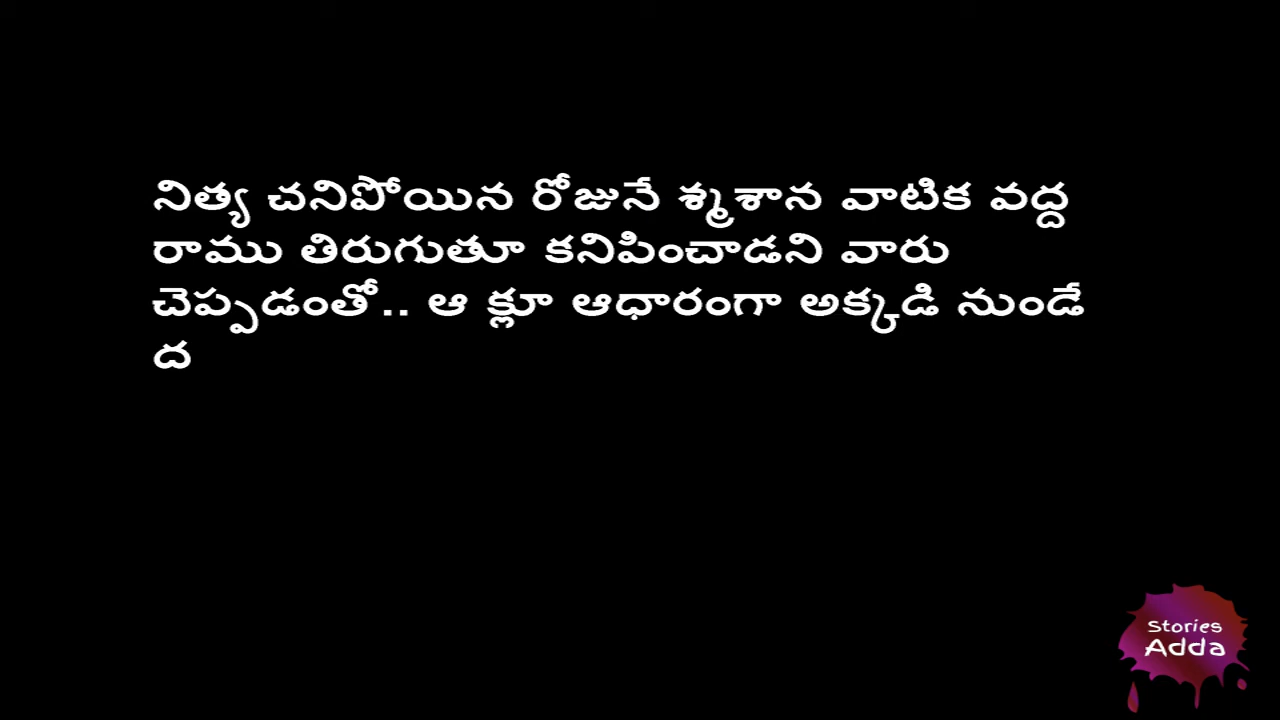 నిత్య చనిపోయిన రోజునే శ్మశాన వాటిక వద్ద
రాము తిరుగుతూ కనిపించాడని వారు
చెప్పడంతో.. ఆ క్లూ ఆధారంగా అక్కడి నుండే
ద
Stories
Adda